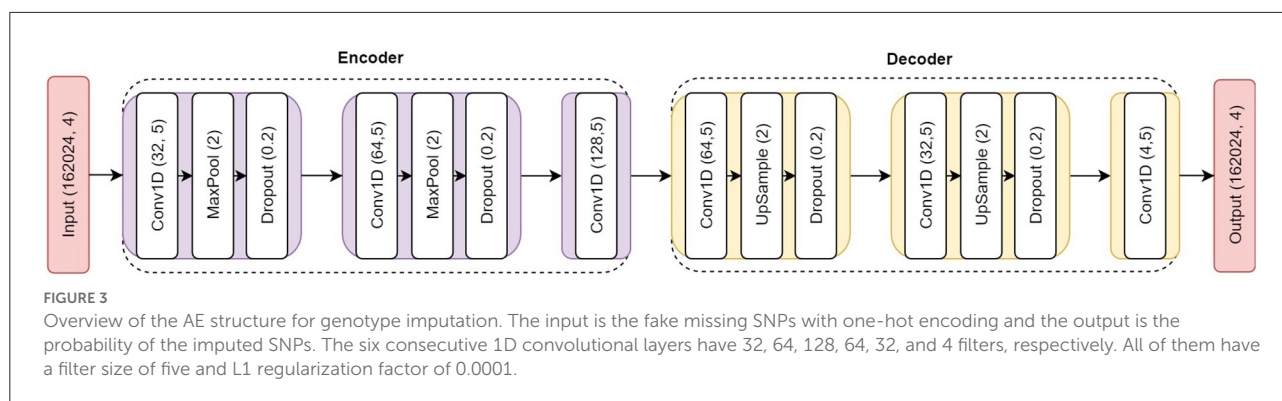 Encoder
Decoder
Input (162024, 4)
Conv1D (32, 5)
MaxPool (2)
Dropout (0.2)
Conv1D (64,5)
MaxPool (2)
Dropout (0.2)
Conv1D (128,5)
Conv1D (64,5)
UpSample (2)
Dropout (0.2)
Conv1D (32,5)
UpSample (2)
Dropout (0.2)
Conv1D (4,5)
Output (162024, 4)
FIGURE 3
Overview of the AE structure for genotype imputation. The input is the fake missing SNPs with one-hot encoding and the output is the
probability of the imputed SNPs. The six consecutive 1D convolutional layers have 32, 64, 128, 64, 32, and 4 filters, respectively. All of them have
a filter size of five and L1 regularization factor of 0.0001.